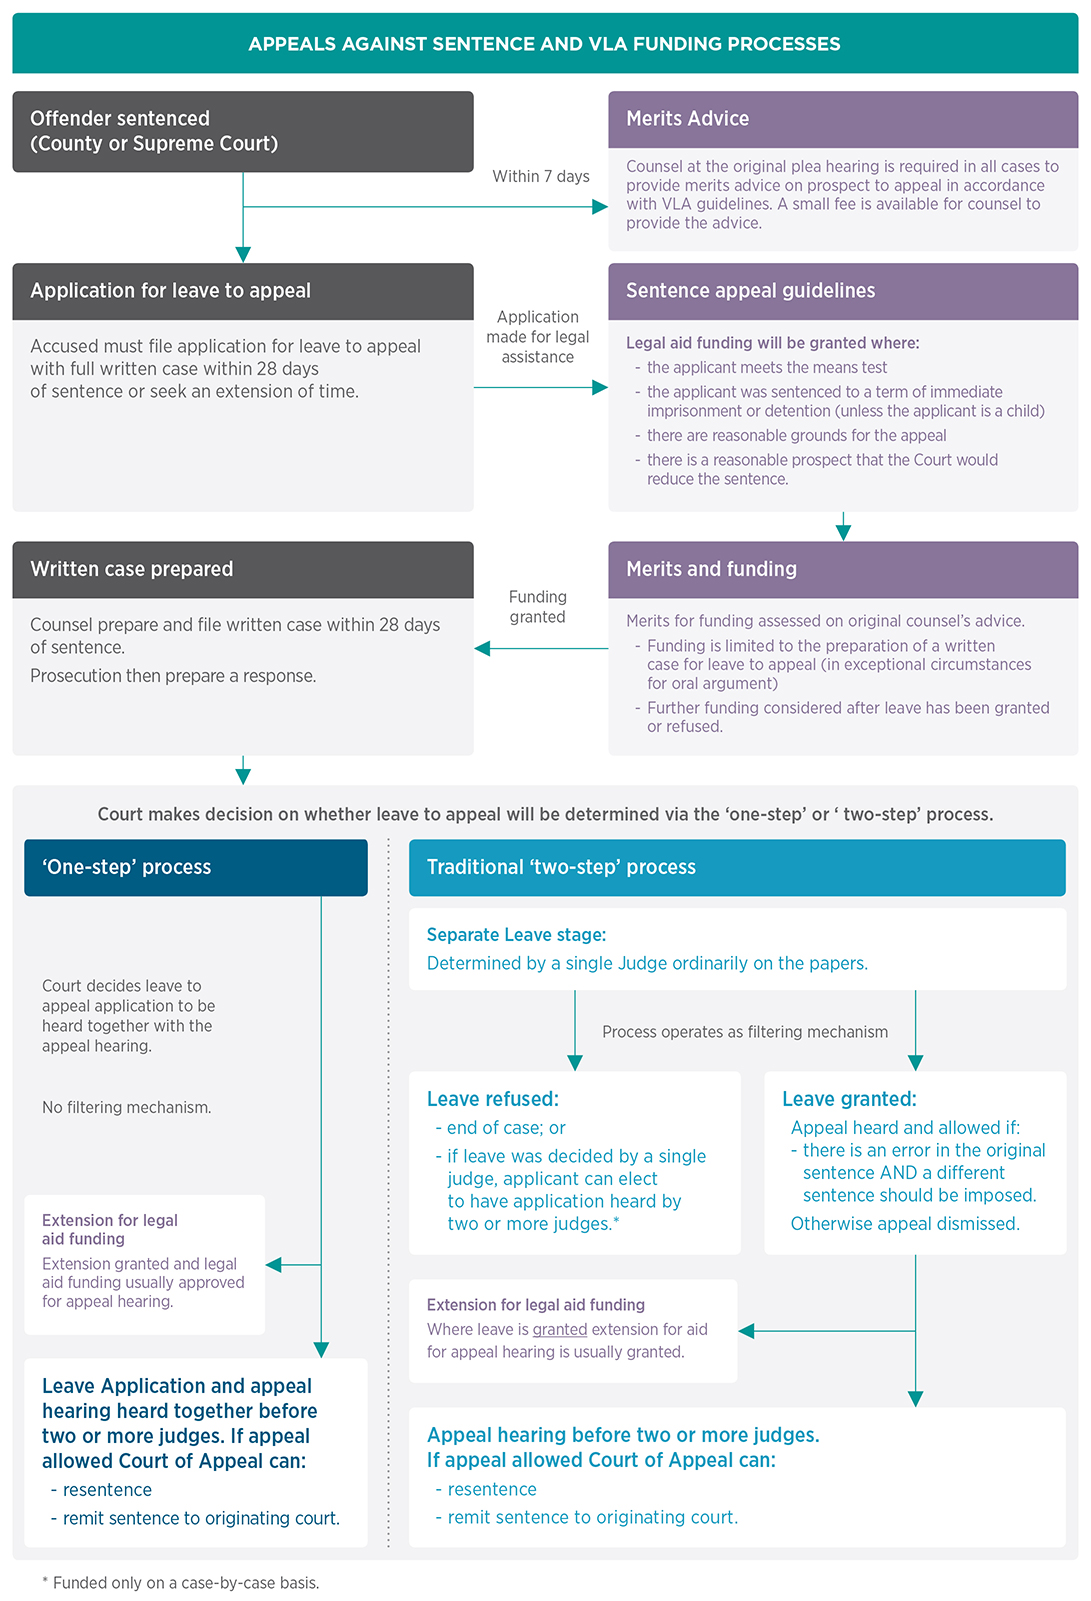 APPEALS AGAINST SENTENCE AND VLA FUNDING PROCESSES
Offender sentenced
(County or Supreme Court)
Within 7 days
Merits Advice
Counsel at the original plea hearing is required in all cases to
provide merits advice on prospect to appeal in accordance
with VLA guidelines. A small fee is available for counsel to
provide the advice.
Application for leave to appeal
Accused must file application for leave to appeal
with full written case within 28 days
of sentence or seek an extension of time.
Application
made for legal
assistance
Sentence appeal guidelines
Legal aid funding will be granted where:
- the applicant meets the means test
- the applicant was sentenced to a term of immediate
imprisonment or detention (unless the applicant is a child)
- there are reasonable grounds for the appeal
- there is a reasonable prospect that the Court would
reduce the sentence.
Written case prepared
Counsel prepare and file written case within 28 days
of sentence.
Prosecution then prepare a response.
Funding
granted
Merits and funding
Merits for funding assessed on original counsel's advice.
- Funding is limited to the preparation of a written
case for leave to appeal (in exceptional circumstances
for oral argument)
- Further funding considered after leave has been granted
or refused.
Court makes decision on whether leave to appeal will be determined via the ‘one-step’ or ‘ two-step’ process.
‘One-step’ process
Court decides leave to
appeal application to be
heard together with the
appeal hearing.
No filtering mechanism.
Extension for legal
aid funding
Extension granted and legal
aid funding usually approved
for appeal hearing.
Leave Application and appeal
hearing heard together before
two or more judges. If appeal
allowed Court of Appeal can:
- resentence
- remit sentence to originating court.
Traditional ‘two-step’ process
Separate Leave stage:
Determined by a single Judge ordinarily on the papers.
Process operates as filtering mechanism
Leave refused:
- end of case; or
- if leave was decided by a single
judge, applicant can elect
to have application heard by
two or more judges.*
Leave granted:
Appeal heard and allowed if:
- there is an error in the original
sentence AND a different
sentence should be imposed.
Otherwise appeal dismissed.
Extension for legal aid funding
Where leave is granted extension for aid
for appeal hearing is usually granted.
Appeal hearing before two or more judges.
If appeal allowed Court of Appeal can:
- resentence
- remit sentence to originating court.
* Funded only on a case-by-case basis.